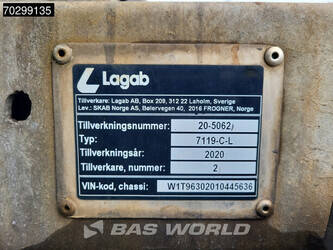 70299135
Lagab
Tillverkare: Lagab AB, Box 209, 312 22 Laholm, Sverige
Lev.: SKAB Norge AS, Bølervegen 40, 2016 FROGNER, Norge
Tillverkningsnummer: 20-5062
Typ: 7119-C-L
Tillverkningsår: 2020
Tillverkare, nummer: 2
VIN-kod, chassi: W1T96302010445636
BAS WORLD